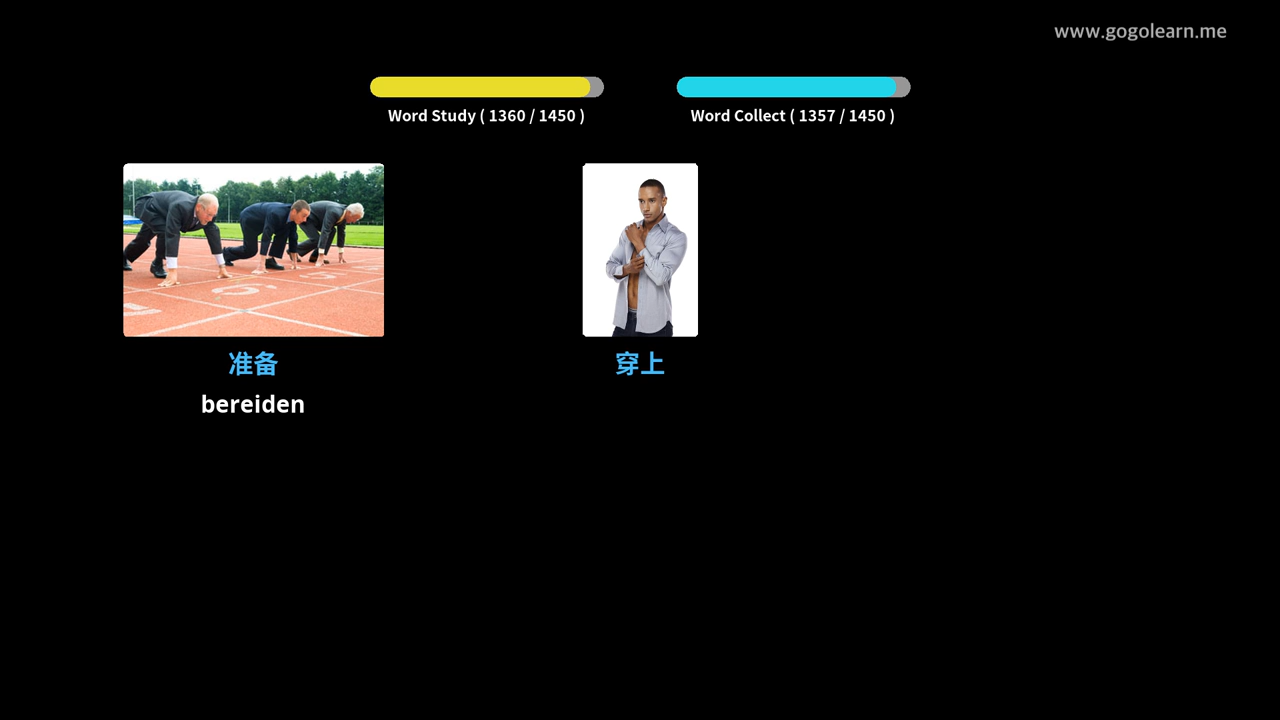 www.gogolearn.me
Word Study ( 1360 / 1450 )
Word Collect ( 1357 / 1450 )
准备
穿上
bereiden